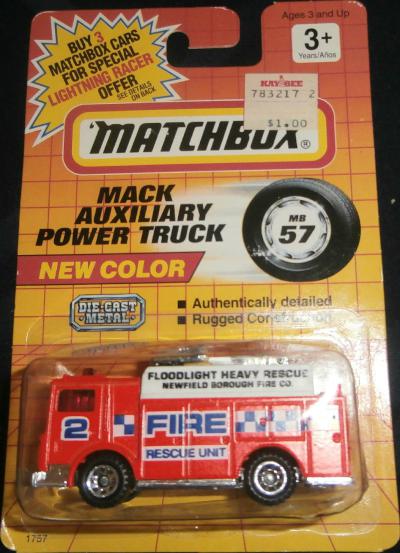 BUY 3
MATCHBOX CARS
FOR SPECIAL
LIGHTNING RACER
OFFER
SEE DETAILS
ON BACK
Ages 3 and Up
3+
Years/Años
KAY·BEE
783217 2
$1.00
"MATCHBOX®
MACK
AUXILIARY
POWER TRUCK
MB
57
NEW COLOR
DIE-CAST
METAL
■ Authentically detailed
■ Rugged Construction
FLOODLIGHT HEAVY RESCUE
NEWFIELD BOROUGH FIRE CO.
2
FIRE
RESCUE UNIT
1757